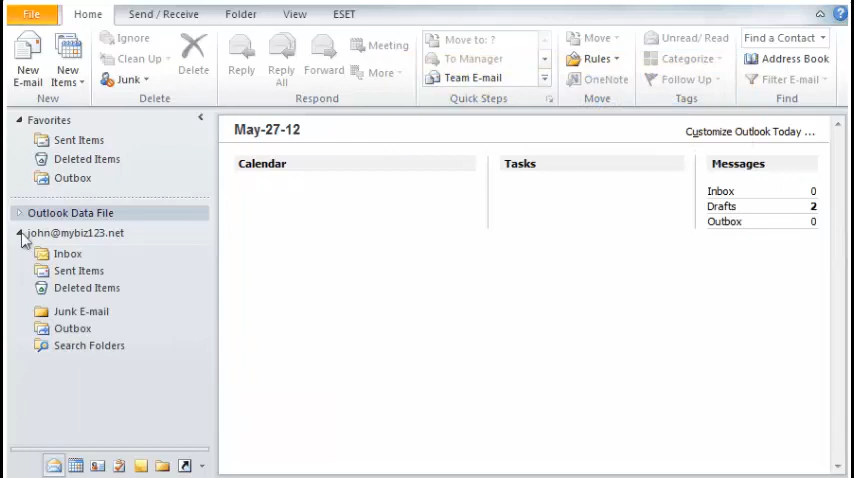 File Home Send / Receive Folder View ESET
New E-mail
New Items
New
Ignore
Clean Up
Junk
Delete
Delete
Reply
Reply All
Forward
Meeting
More
Respond
Move to: ?
To Manager
Team E-mail
Quick Steps
Move
Rules
OneNote
Move
Unread/ Read
Categorize
Follow Up
Tags
Find a Contact
Address Book
Filter E-mail
Find
Favorites
Sent Items
Deleted Items
Outbox
Outlook Data File
john@mybiz123.net
Inbox
Sent Items
Deleted Items
Junk E-mail
Outbox
Search Folders
May-27-12
Customize Outlook Today ...
Calendar
Tasks
Messages
Inbox 0
Drafts 2
Outbox 0